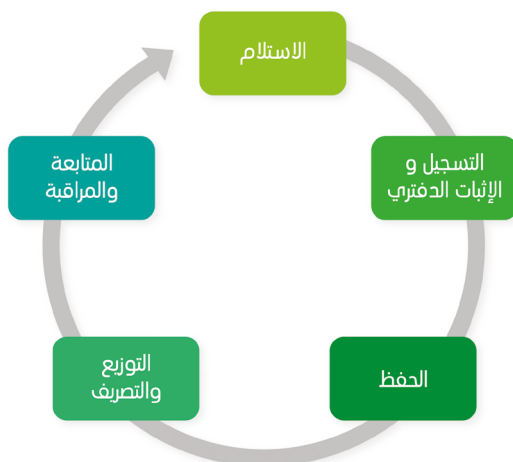 الاستلام
التسجيل و
الإثبات الدفتري
الحفظ
التوزيع
والتصريف
المتابعة
والمراقبة